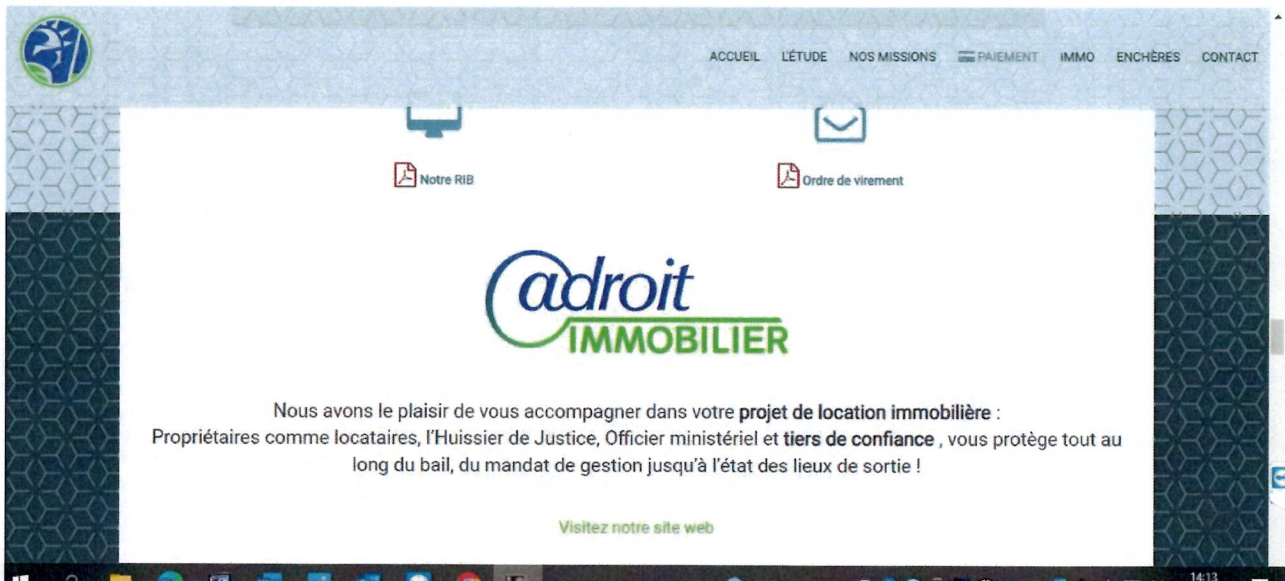 ACCUEIL L'ÉTUDE NOS MISSIONS PAIEMENT IMMO ENCHÈRES CONTACT
Notre RIB
Ordre de virement
adroit
IMMOBILIER
Nous avons le plaisir de vous accompagner dans votre projet de location immobilière :
Propriétaires comme locataires, l'Huissier de Justice, Officier ministériel et tiers de confiance , vous protège tout au
long du bail, du mandat de gestion jusqu'à l'état des lieux de sortie !
Visitez notre site web
14:13